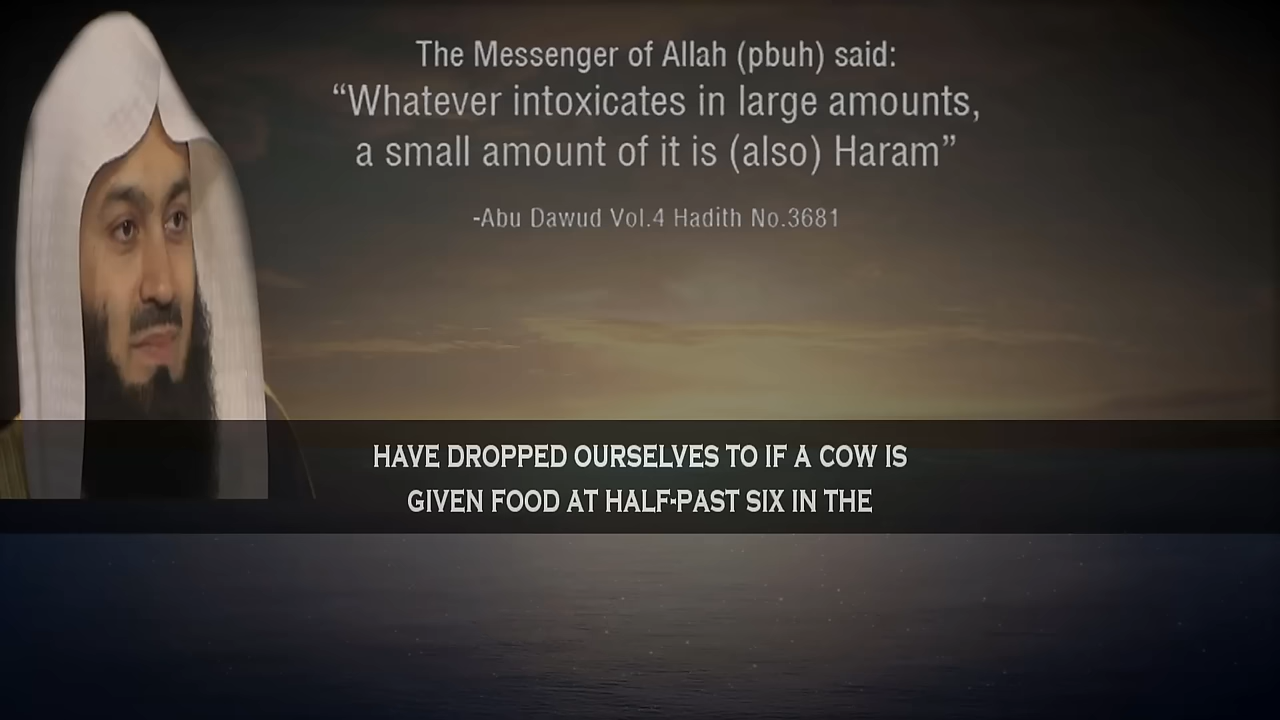 The Messenger of Allah (pbuh) said:
“Whatever intoxicates in large amounts,
a small amount of it is (also) Haram”
-Abu Dawud Vol.4 Hadith No.3681
HAVE DROPPED OURSELVES TO IF A COW IS
GIVEN FOOD AT HALF-PAST SIX IN THE